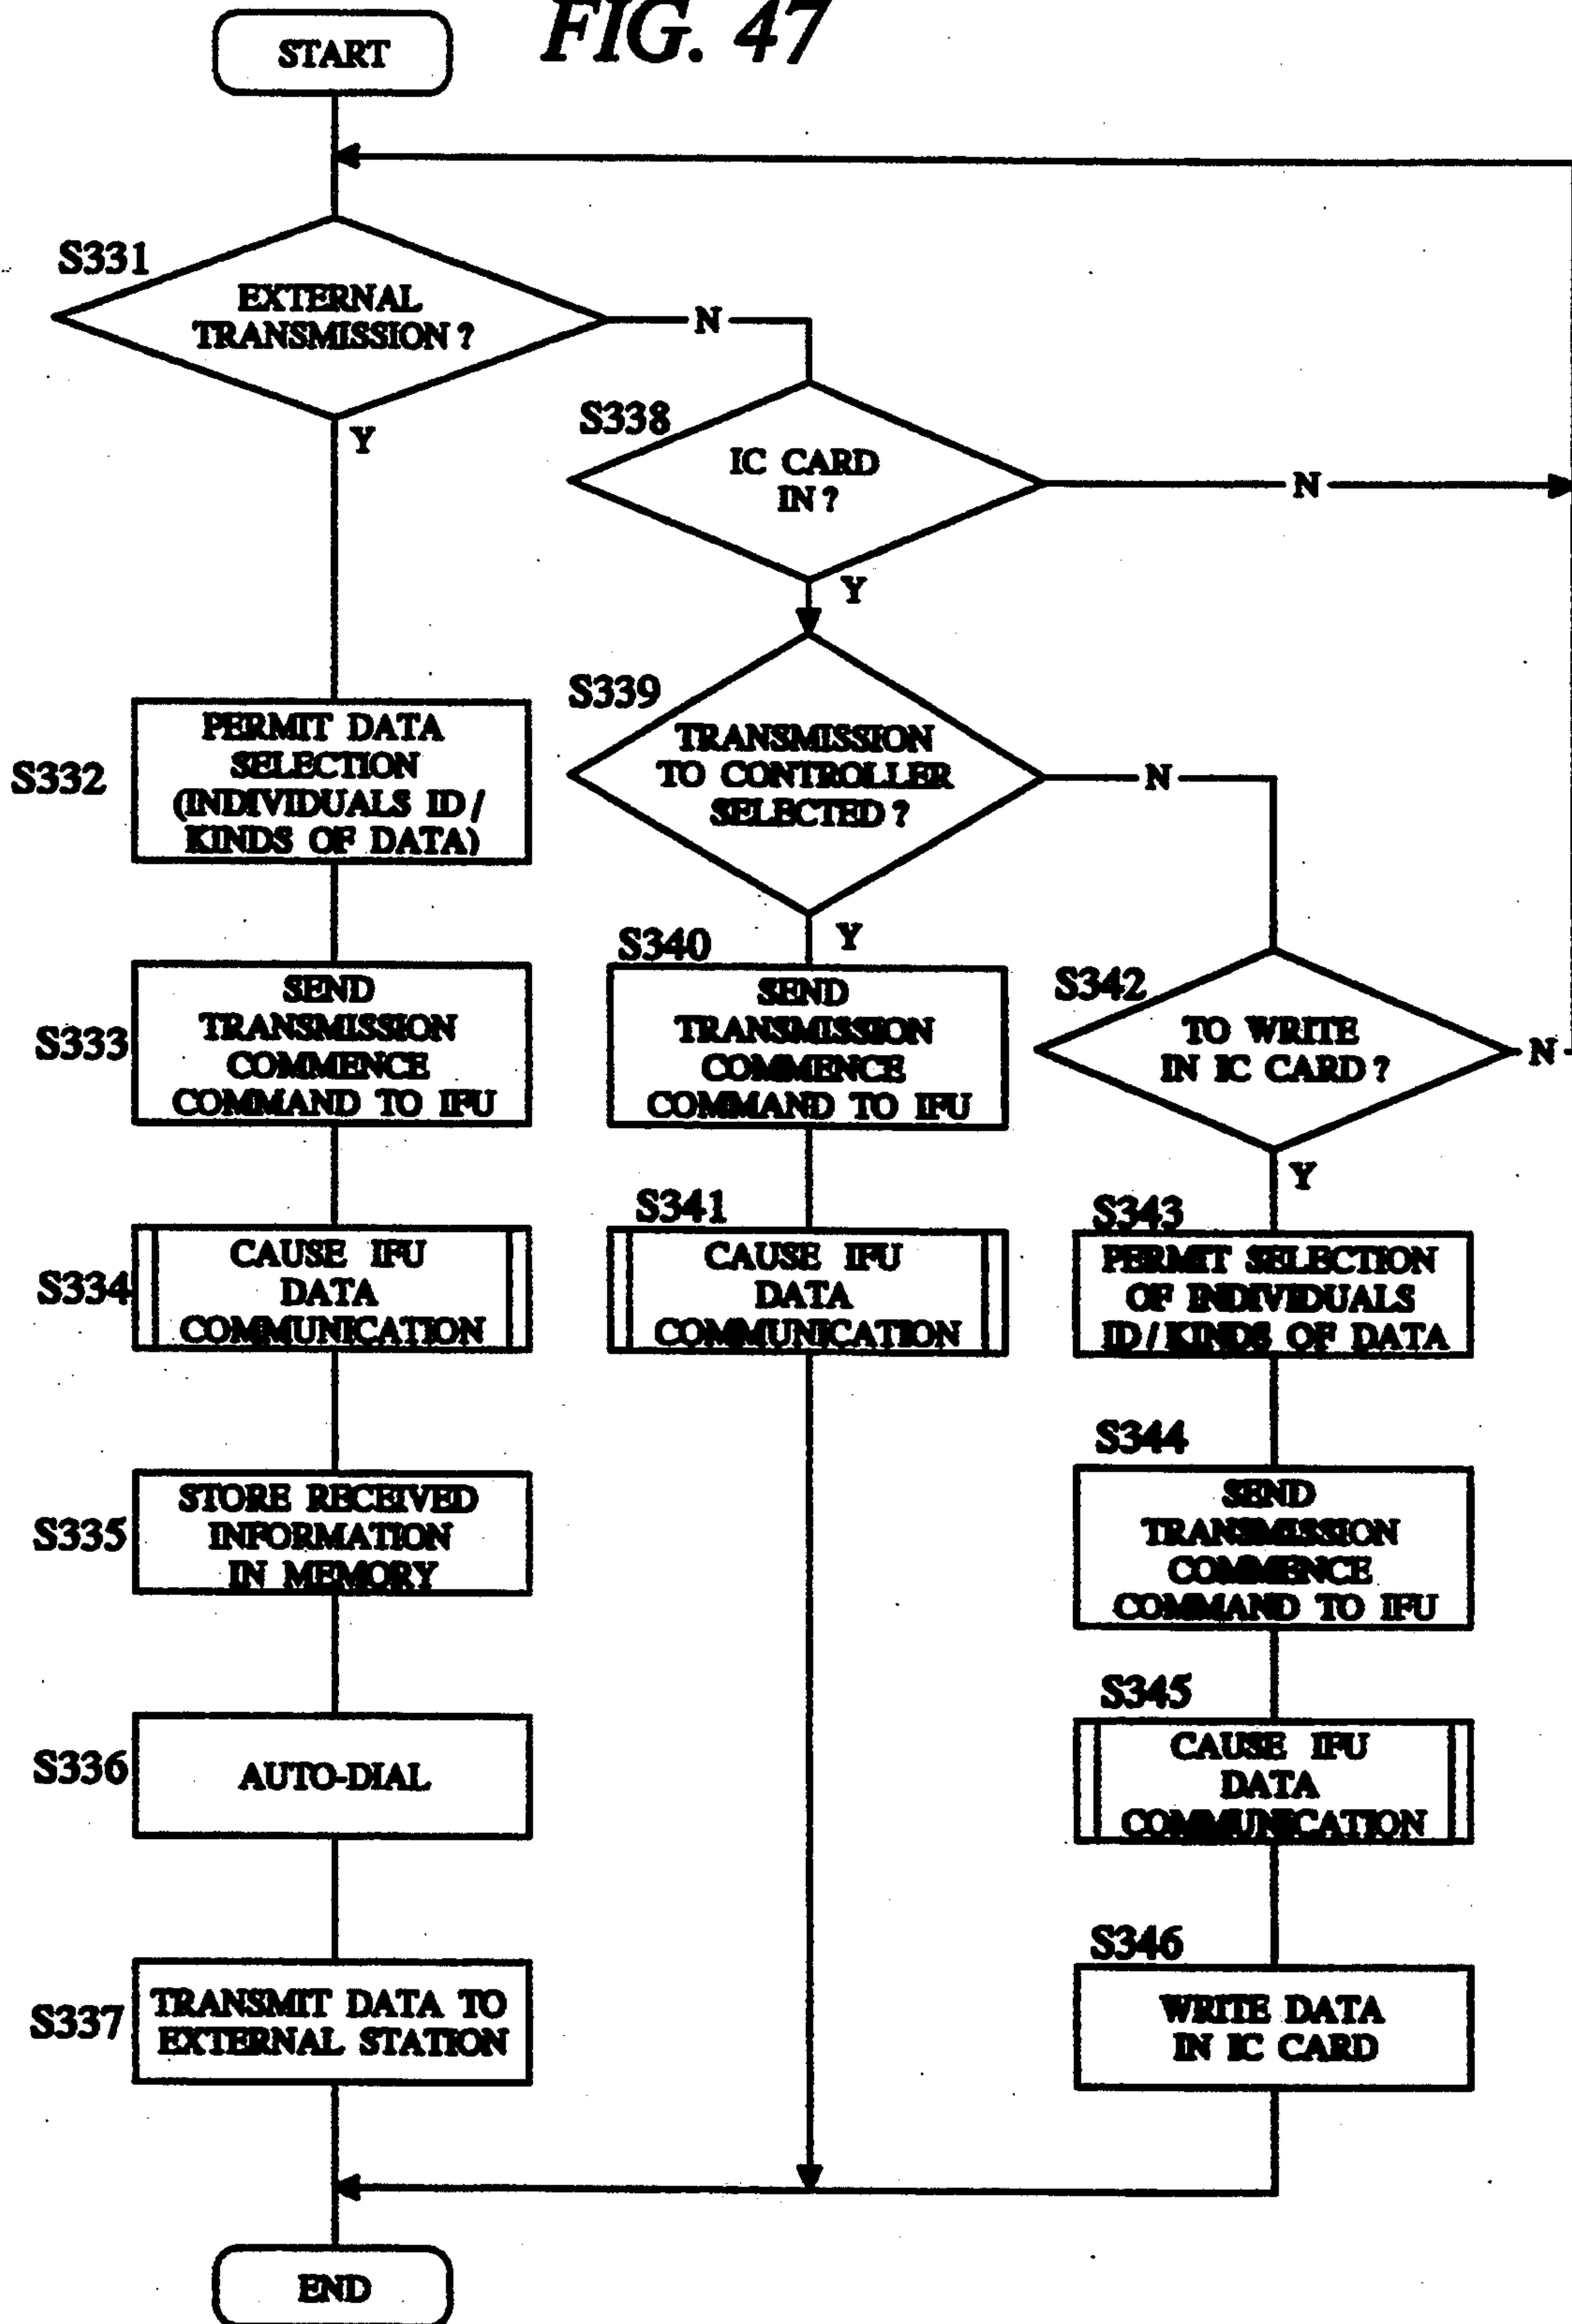 FIG. 47
START
S331
EXTERNAL
TRANSMISSION ?
N
Y
S338
IC CARD
IN ?
N
Y
S332
PERMIT DATA
SELECTION
(INDIVIDUALS ID /
KINDS OF DATA)
S339
TRANSMISSION
TO CONTROLLER
SELECTED ?
N
Y
S333
SEND
TRANSMISSION
COMMENCE
COMMAND TO IFU
S340
SEND
TRANSMISSION
COMMENCE
COMMAND TO IFU
S342
TO WRITE
IN IC CARD ?
N
Y
S334
CAUSE IFU
DATA
COMMUNICATION
S341
CAUSE IFU
DATA
COMMUNICATION
S343
PERMIT SELECTION
OF INDIVIDUALS
ID / KINDS OF DATA
S335
STORE RECEIVED
INFORMATION
IN MEMORY
S344
SEND
TRANSMISSION
COMMENCE
COMMAND TO IFU
S336
AUTO-DIAL
S345
CAUSE IFU
DATA
COMMUNICATION
S337
TRANSMIT DATA TO
EXTERNAL STATION
S346
WRITE DATA
IN IC CARD
END